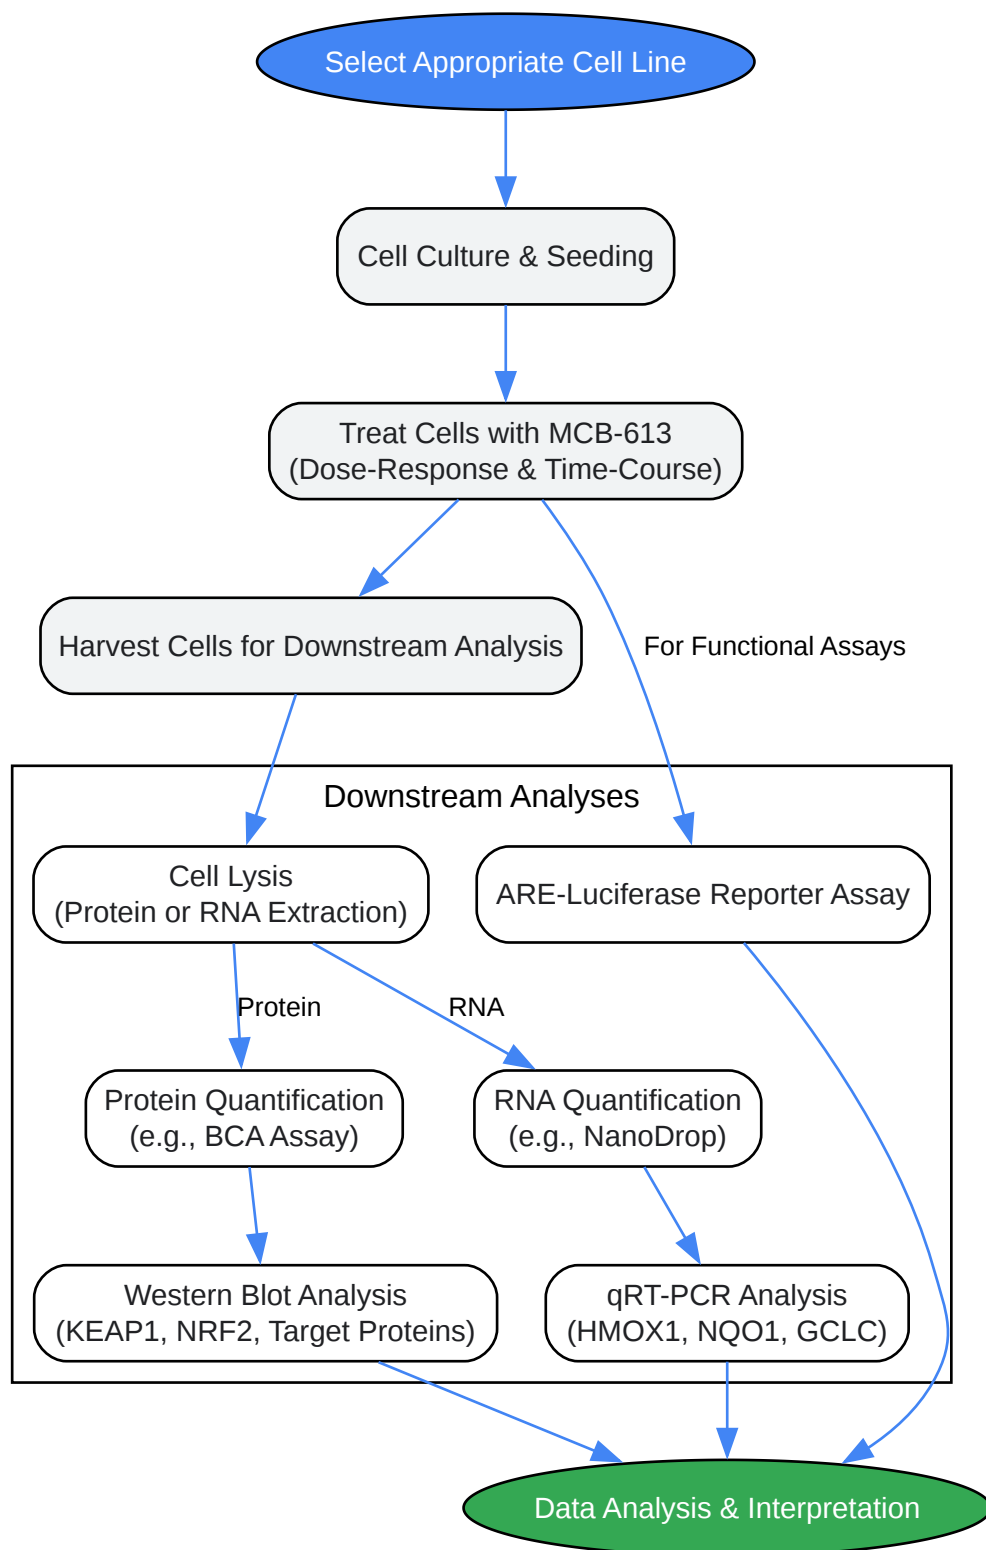 Select Appropriate Cell Line
Cell Culture & Seeding
Treat Cells with MCB-613
(Dose-Response & Time-Course)
Harvest Cells for Downstream Analysis
For Functional Assays
Downstream Analyses
Cell Lysis
(Protein or RNA Extraction)
ARE-Luciferase Reporter Assay
Protein
RNA
Protein Quantification
(e.g., BCA Assay)
RNA Quantification
(e.g., NanoDrop)
Western Blot Analysis
(KEAP1, NRF2, Target Proteins)
qRT-PCR Analysis
(HMOX1, NQO1, GCLC)
Data Analysis & Interpretation